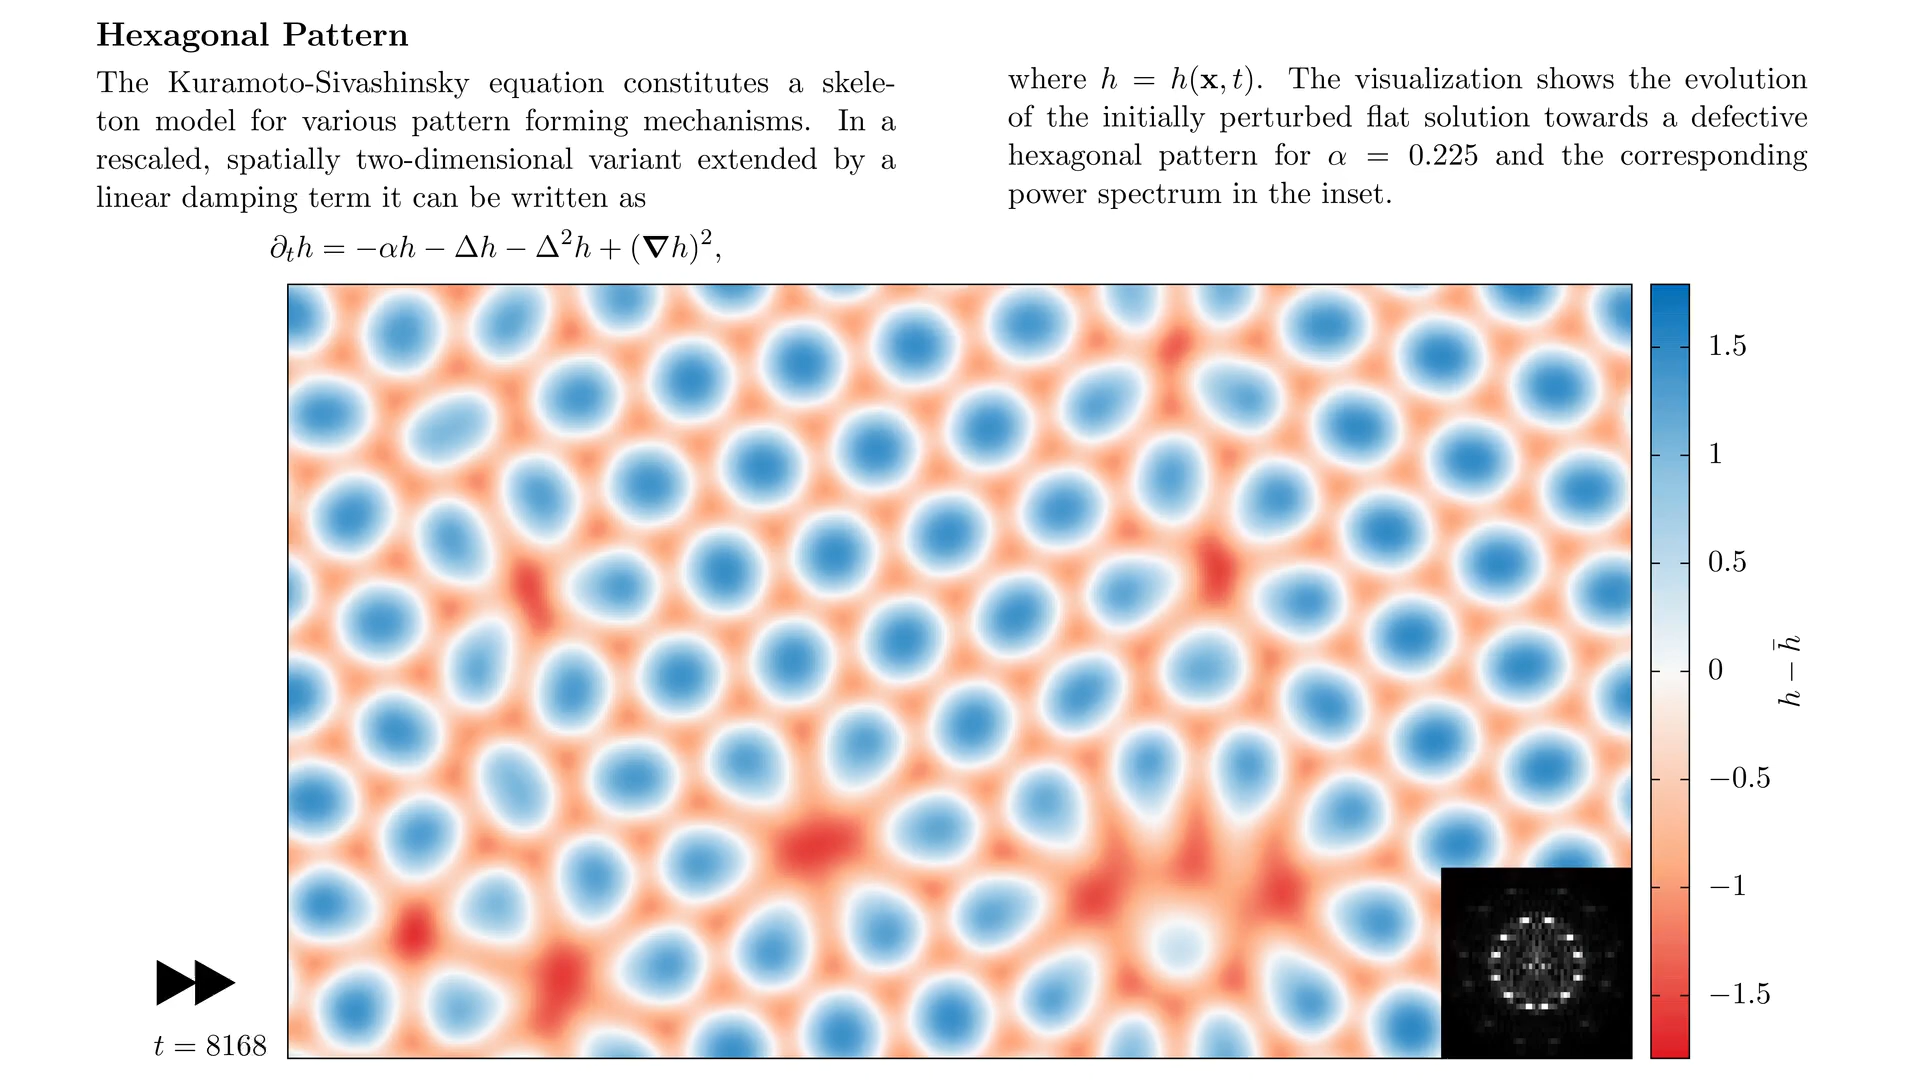 Hexagonal Pattern
The Kuramoto-Sivashinsky equation constitutes a skele-
ton model for various pattern forming mechanisms. In a
rescaled, spatially two-dimensional variant extended by a
linear damping term it can be written as
∂ₜh = −αh − Δh − Δ²h + (∇h)²,
where h = h(x, t). The visualization shows the evolution
of the initially perturbed flat solution towards a defective
hexagonal pattern for α = 0.225 and the corresponding
power spectrum in the inset.
1.5
1
0.5
0
−0.5
−1
−1.5
h − h̄
t = 8168